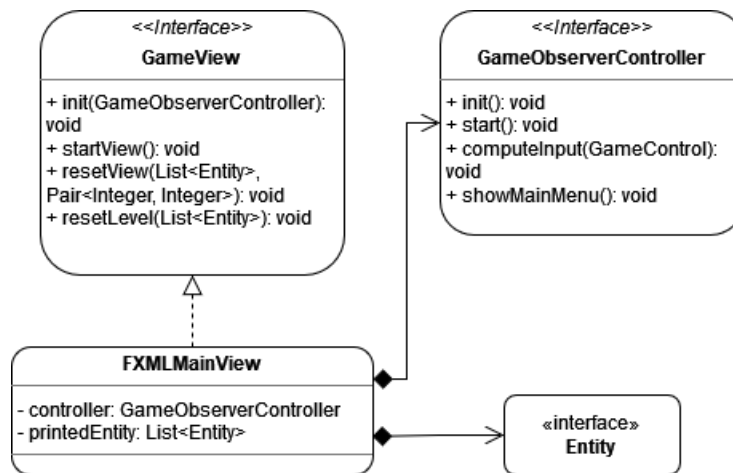 <<Interface>>
GameView
+ init(GameObserverController):
void
+ startView(): void
+ resetView(List<Entity>,
Pair<Integer, Integer>): void
+ resetLevel(List<Entity>): void
<<Interface>>
GameObserverController
+ init(): void
+ start(): void
+ computeInput(GameControl):
void
+ showMainMenu(): void
FXMLMainView
- controller: GameObserverController
- printedEntity: List<Entity>
«interface»
Entity